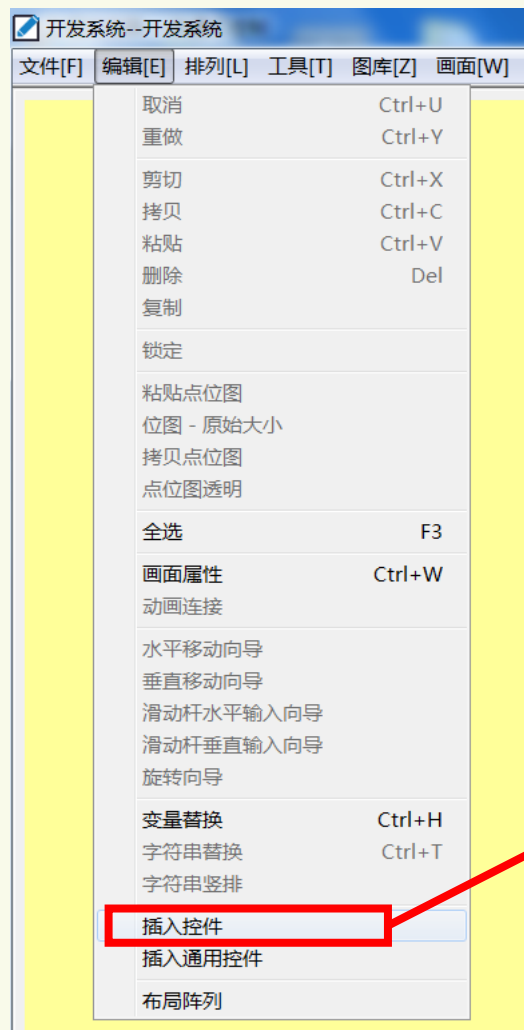 开发系统--开发系统
文件[F] 编辑[E] 排列[L] 工具[T] 图库[Z] 画面[W]
取消 Ctrl+U
重做 Ctrl+Y
剪切 Ctrl+X
拷贝 Ctrl+C
粘贴 Ctrl+V
删除 Del
复制
锁定
粘贴点位图
位图 - 原始大小
拷贝点位图
点位图透明
全选 F3
画面属性 Ctrl+W
动画连接
水平移动向导
垂直移动向导
滑动杆水平输入向导
滑动杆垂直输入向导
旋转向导
变量替换 Ctrl+H
字符串替换 Ctrl+T
字符串竖排
插入控件
插入通用控件
布局阵列